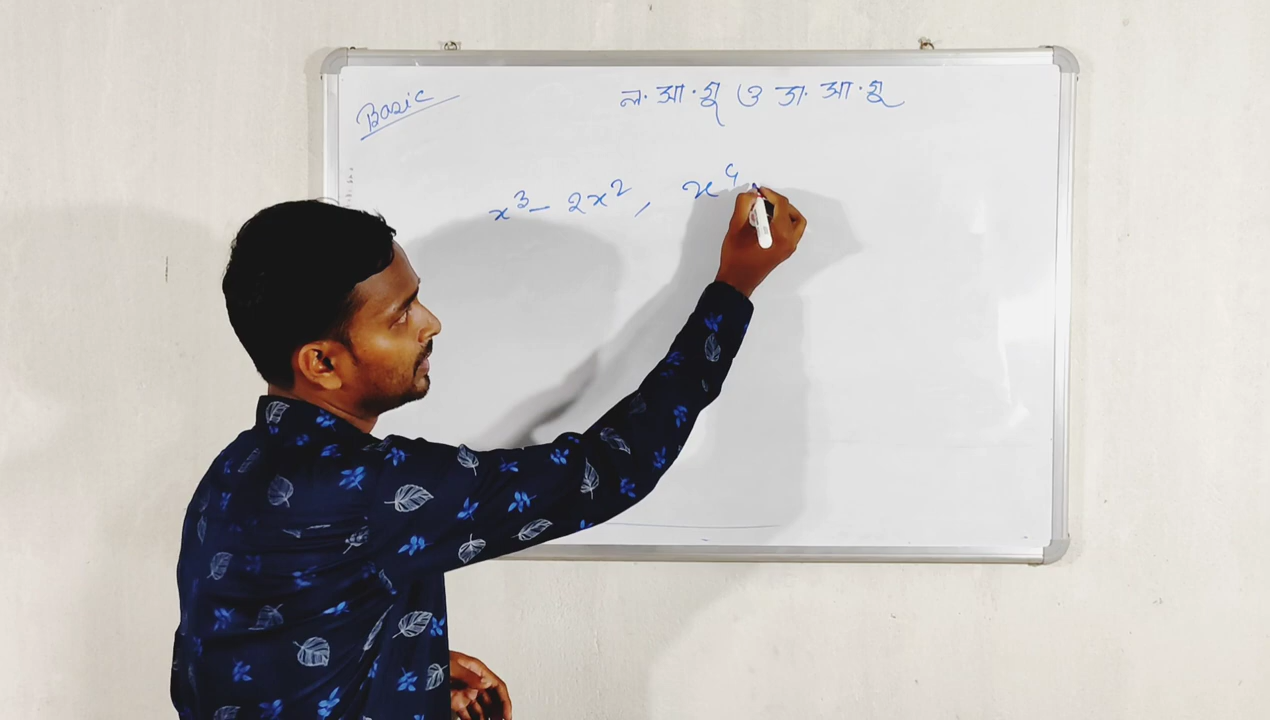 Basic
ল. সা. গু ও গ. সা. গু
x³ - 2x², x⁴